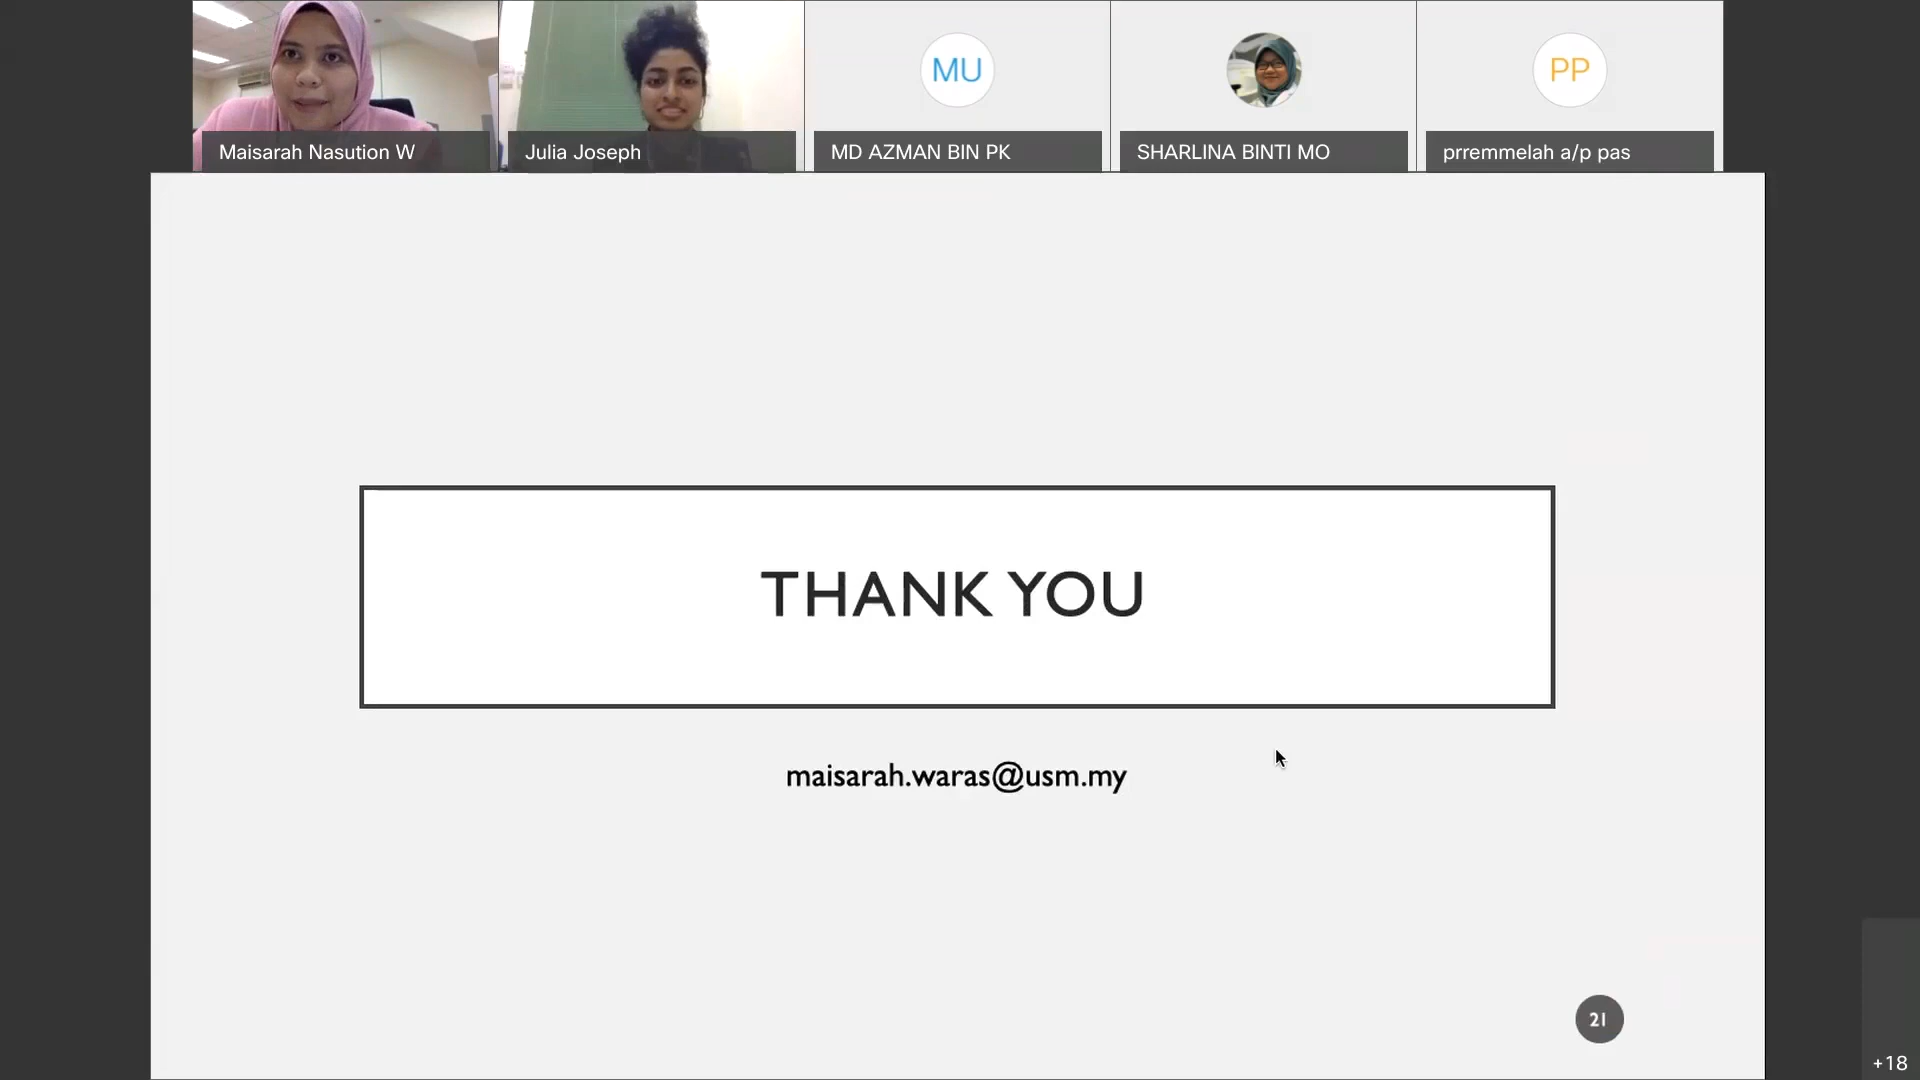 Maisarah Nasution W
Julia Joseph
MU
MD AZMAN BIN PK
SHARLINA BINTI MO
PP
prremmelah a/p pas
THANK YOU
maisarah.waras@usm.my
21
+18